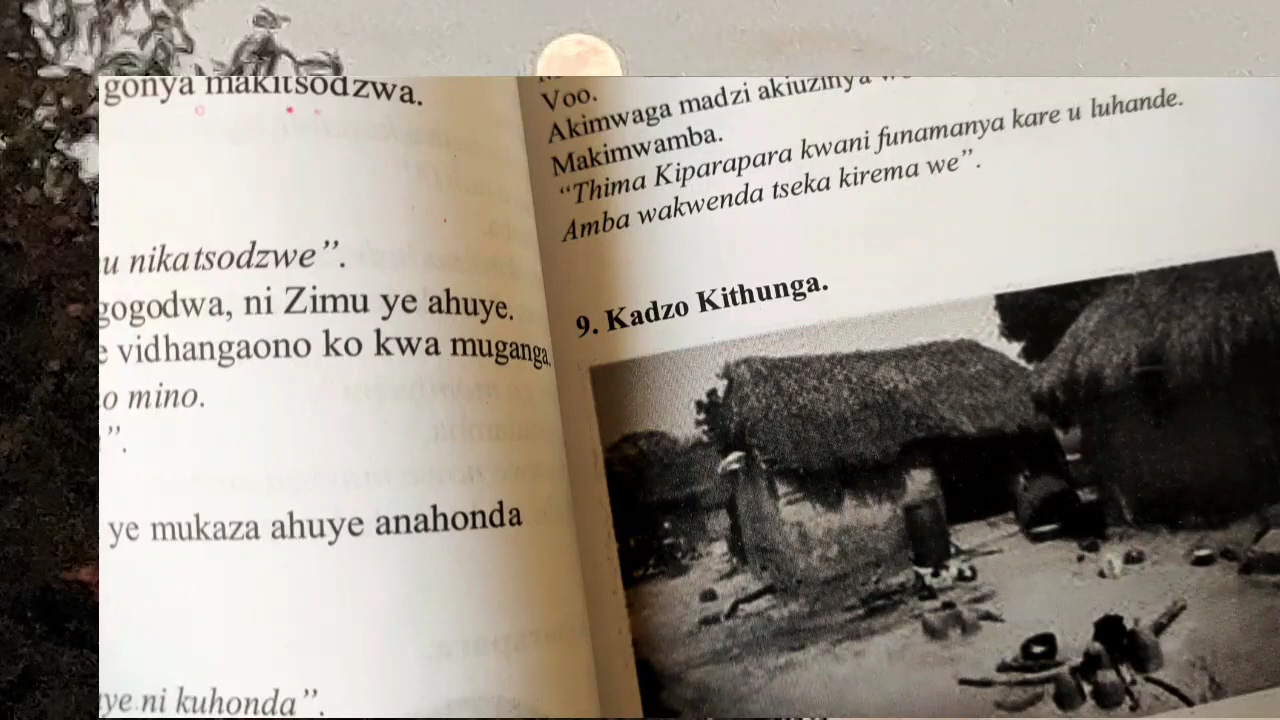 gonya makitsodzwa.
nikatsodzwe”.
gogodwa, ni Zimu ye ahuye.
vidhangaono ko kwa muganga.
mino.
”.
ye mukaza ahuye anahonda
ni kuhonda”.
Voo.
Akimwaga madzi akiuzinya
Makimwamba.
“Thima Kiparapara kwani funamanya kare u luhande.
Amba wakwenda tseka kirema we”.
9. Kadzo Kithunga.